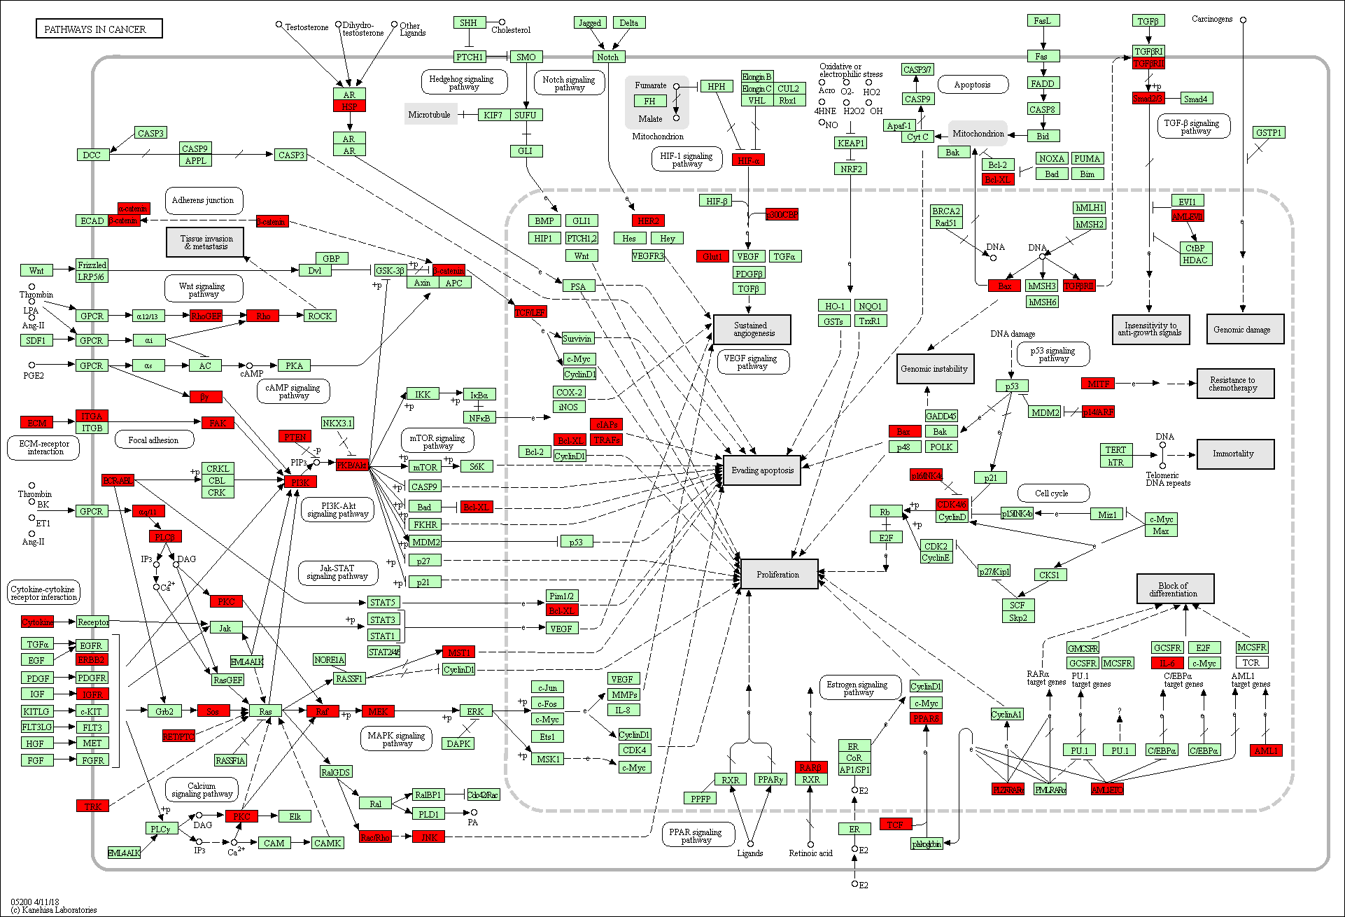 PATHWAYS IN CANCER
Testosterone
Dihydro-
testosterone
Other
Ligands
SHH
Cholesterol
Jagged
Delta
FasL
TGFβ
Carcinogens
PTCH1
SMO
Notch
Fas
TGFβRI
TGFβRII
Hedgehog signaling
pathway
Notch signaling
pathway
Fumarate
FH
Malate
Mitochondrion
HPH
Elongin B
Elongin C
CUL2
VHL
Rbx1
Oxidative or
electrophilic stress
Acro
O2-
HO2
4HNE
H2O2
OH
NO
CASP3/7
CASP9
Apaf-1
Cyt C
Apoptosis
FADD
CASP8
Bid
Mitochondrion
+p
Smad2/3
Smad4
TGF-β signaling
pathway
GSTP1
AR
HSP
AR
AR
Microtubule
KIF7
SUFU
GLI
HIF-1 signaling
pathway
HIF-α
KEAP1
NRF2
Bak
Bcl-2
Bcl-XL
NOXA
PUMA
Bad
Bim
DCC
CASP3
CASP9
APPL
CASP3
Adherens junction
ECAD
α-catenin
β-catenin
β-catenin
Tissue invasion
& metastasis
BMP
GLI1
HIP1
PTCH1,2
Wnt
HER2
Hes
Hey
VEGFR3
HIF-β
p300CBP
Glut1
VEGF
TGFα
PDGFβ
TGFβ
BRCA2
Rad51
DNA
hMLH1
hMSH2
DNA
EVI1
CtBP
HDAC
Wnt
Frizzled
LRP5/6
GBP
Dvl
GSK-3β
+p
β-catenin
Axin
APC
Wnt signaling
pathway
PSA
HO-1
NQO1
GSTs
TrxR1
Bax
hMSH3
hMSH6
TGFβRII
Thrombin
LPA
Ang-II
GPCR
α12/13
RhoGEF
Rho
ROCK
TCF/LEF
Sustained
angiogenesis
Insensitivity to
anti-growth signals
Genomic damage
SDF1
GPCR
αi
Survivin
c-Myc
CyclinD1
VEGF signaling
pathway
DNA damage
p53 signaling
pathway
PGE2
GPCR
αs
AC
cAMP
PKA
cAMP signaling
pathway
Genomic instability
p53
MITF
Resistance to
chemotherapy
ECM
ITGA
ITGB
ECM-receptor
interaction
Focal adhesion
FAK
PTEN
PIP3
-p
NKX3.1
PKB/Akt
IKK
IκBα
NFκB
mTOR signaling
pathway
mTOR
S6K
COX-2
iNOS
cIAPs
Bcl-XL
TRAFs
Bcl-2
CyclinD1
Evading apoptosis
GADD45
Bax
Bak
p48
POLK
MDM2
p14/ARF
TERT
hTR
DNA
Telomeric
DNA repeats
Immortality
BCR-ABL
CRKL
CBL
CRK
PI3K
PI3K-Akt
signaling pathway
CASP9
Bad
Bcl-XL
FKHR
MDM2
p53
p27
p21
p16INK4a
p21
CDK4/6
CyclinD
p15INK4b
Miz1
c-Myc
Max
Cell cycle
Rb
E2F
CDK2
CyclinE
p27/Kip1
CKS1
SCF
Skp2
Thrombin
BK
ET1
Ang-II
GPCR
Gq/11
PLCβ
IP3
DAG
Ca2+
Jak-STAT
signaling pathway
Proliferation
Block of
differentiation
Cytokine-cytokine
receptor interaction
Cytokine
Receptor
PKC
Jak
STAT5
STAT3
STAT1
Pim1/2
Bcl-XL
VEGF
TGFα
EGF
EGFR
ERBB2
EML4ALK
RasGEF
NORE1A
RASSF1
MST1
CyclinD1
PDGF
PDGFR
IGF
IGFR
KITLG
c-KIT
FLT3LG
FLT3
HGF
MET
FGF
FGFR
Grb2
Sos
Ras
Raf
MEK
ERK
RET/PTC
RASSF1A
MAPK signaling
pathway
DAPK
c-Jun
c-Fos
c-Myc
Ets1
MSK1
VEGF
MMPs
IL-8
CyclinD1
CDK4
c-Myc
Estrogen signaling
pathway
CyclinD1
c-Myc
PPARδ
ER
CoR
AP1/SP1
E2
CyclinA1
GMCSFR
GCSFR
MCSFR
RARα
target genes
PU.1
target genes
GCSFR
E2F
IL-6
c-Myc
C/EBPα
target genes
MCSFR
TCR
AML1
target genes
?
PU.1
PU.1
C/EBPα
C/EBPα
AML1
PLZF-RARα
PML-RARα
AML1-ETO
TRK
Calcium
signaling pathway
PLCγ
DAG
IP3
PKC
Ca2+
Elk
CAM
CAMK
EML4ALK
RalGDS
Ral
RalBP1
Cdc42/Rac
PLD1
PA
Rac/Rho
JNK
RXR
PPARγ
PPFP
PPAR signaling
pathway
Ligands
RARβ
RXR
Retinoic acid
ER
E2
E2
TCF
05200 4/11/18
(c) Kanehisa Laboratories